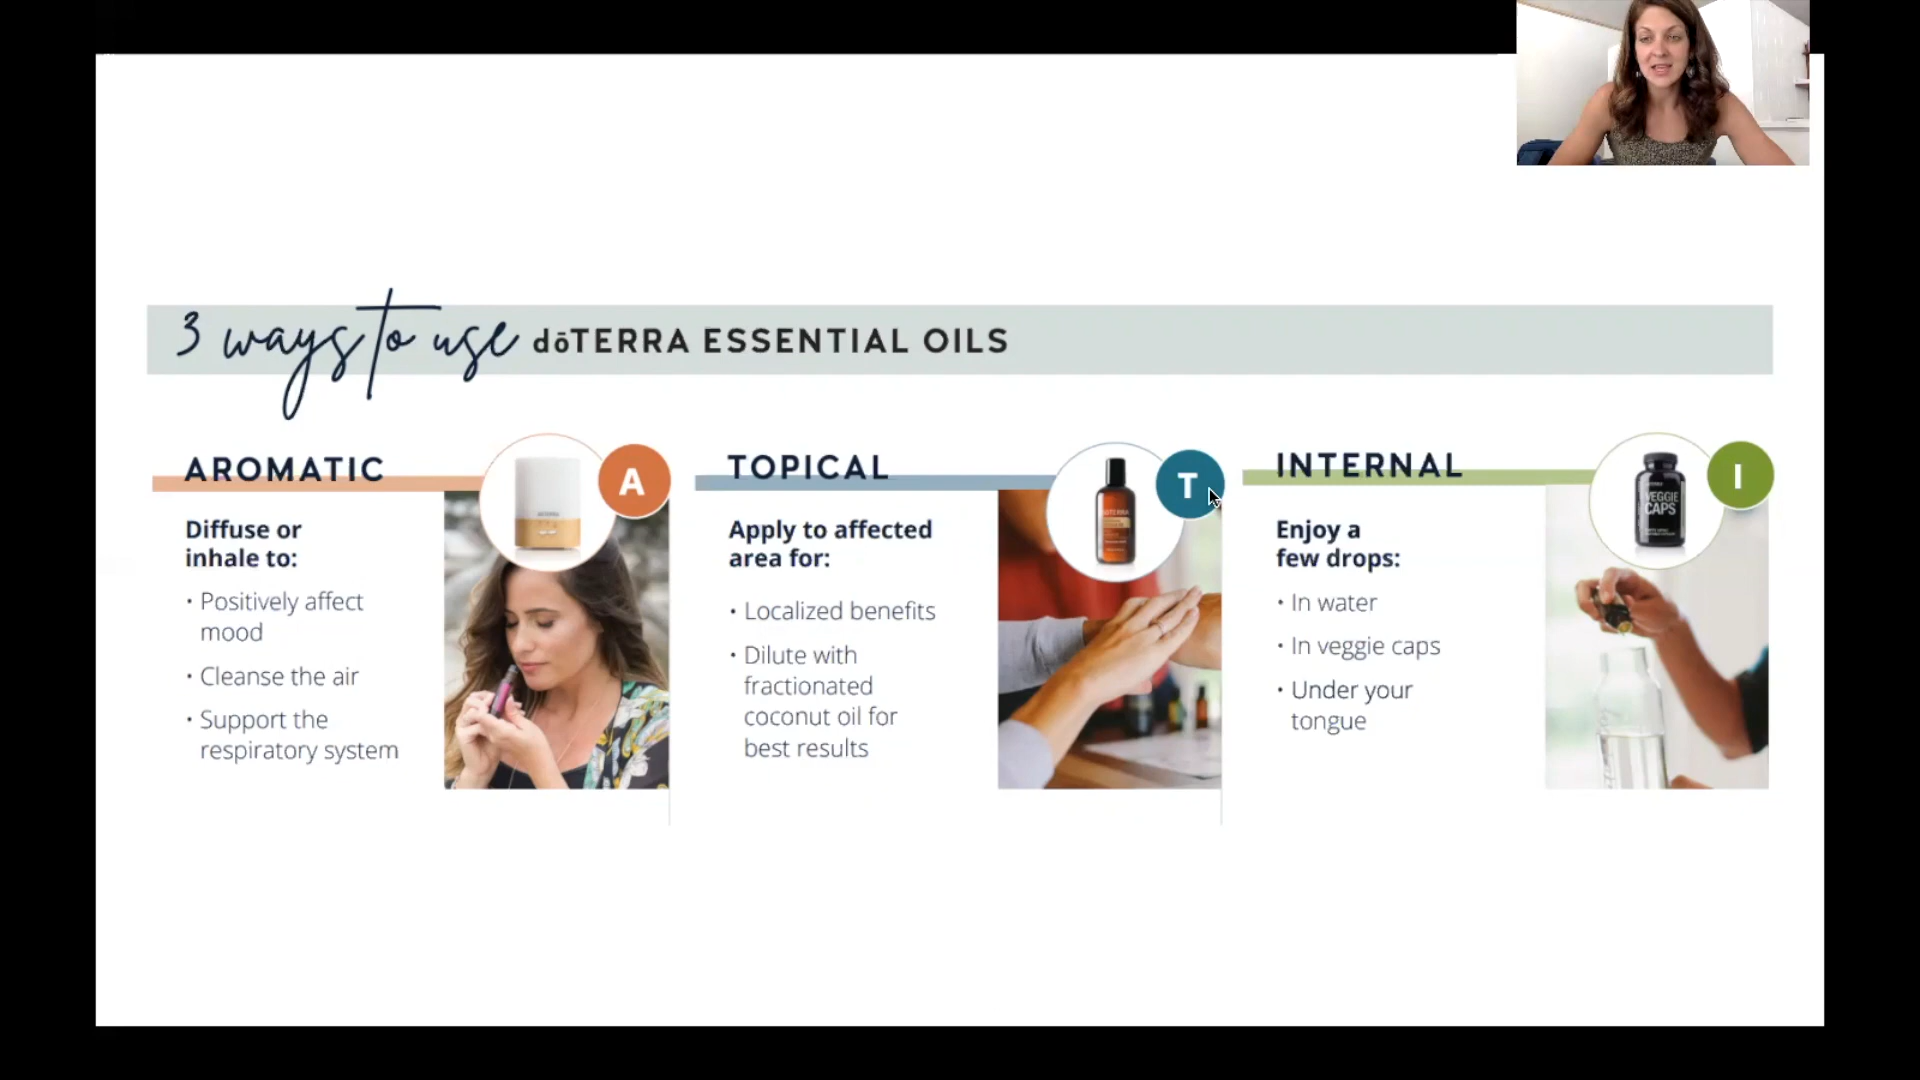 3 ways to use dōTERRA ESSENTIAL OILS
AROMATIC
A
Diffuse or
inhale to:
• Positively affect
mood
• Cleanse the air
• Support the
respiratory system
TOPICAL
T
Apply to affected
area for:
• Localized benefits
• Dilute with
fractionated
coconut oil for
best results
INTERNAL
I
VEGGIE
CAPS
Enjoy a
few drops:
• In water
• In veggie caps
• Under your
tongue